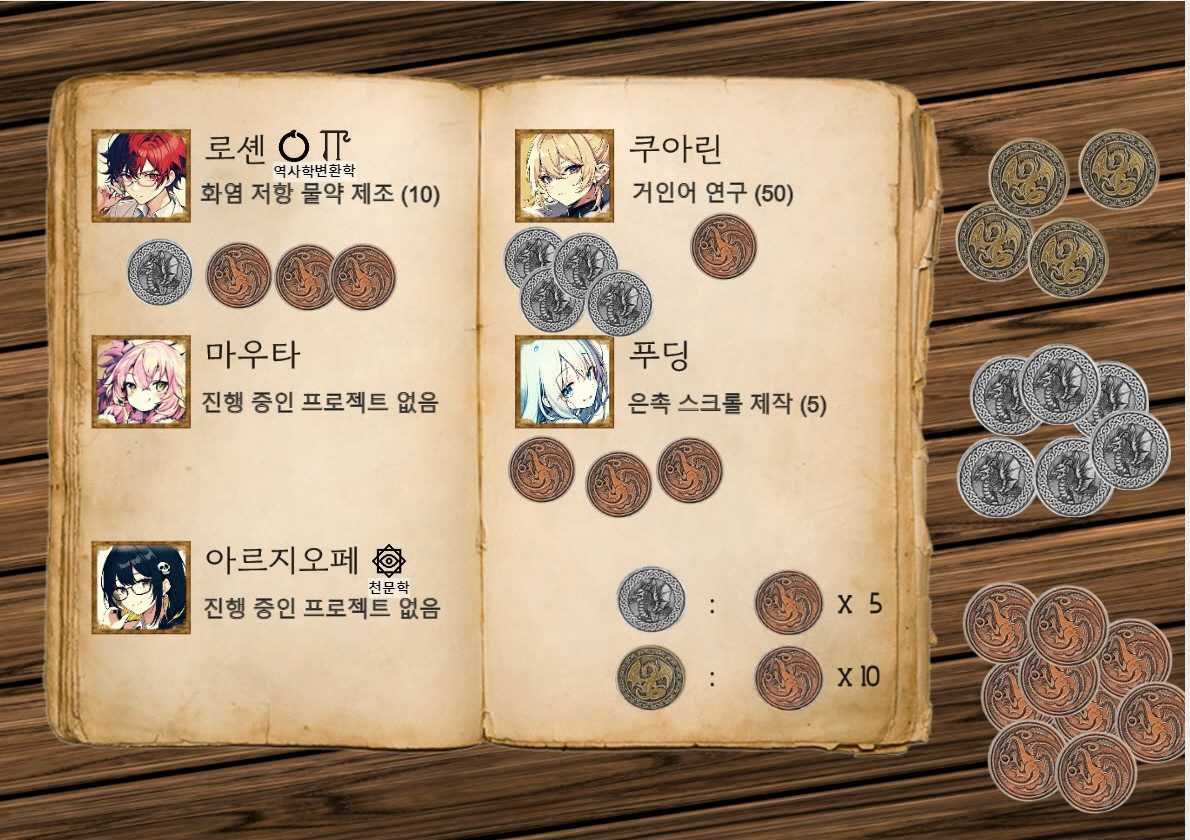 로셴
역사학변환학
화염 저항 물약 제조 (10)
마우타
진행 중인 프로젝트 없음
아르지오페
천문학
진행 중인 프로젝트 없음
쿠아린
거인어 연구 (50)
푸딩
은촉 스크롤 제작 (5)
: X 5
: X 10